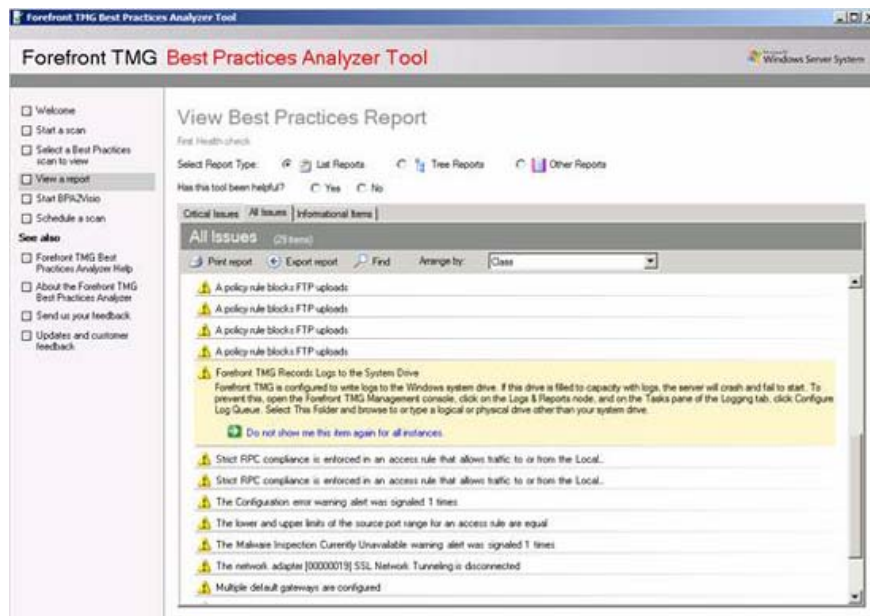 Forefront TMG Best Practices Analyzer Tool
Forefront TMG Best Practices Analyzer Tool
Windows Server System
Welcome
Start a scan
Select a Best Practices
scan to view
View a report
Start BPA2Visio
Schedule a scan
See also
Forefront TMG Best
Practices Analyzer Help
About the Forefront TMG
Best Practices Analyzer
Send us your feedback
Updates and customer
feedback
View Best Practices Report
First Health check
Select Report Type: List Reports Tree Reports Other Reports
Has this tool been helpful? Yes No
Critical Issues All Issues Informational Items
All Issues (29 items)
Print report Export report Find Arrange by: Class
A policy rule blocks FTP uploads
A policy rule blocks FTP uploads
A policy rule blocks FTP uploads
A policy rule blocks FTP uploads
Forefront TMG Records Logs to the System Drive
Forefront TMG is configured to write logs to the Windows system drive. If this drive is filled to capacity with logs, the server will crash and fail to start. To
prevent this, open the Forefront TMG Management console, click on the Logs & Reports node, and on the Tasks pane of the Logging tab, click Configure
Log Queue. Select This Folder and browse to or type a logical or physical drive other than your system drive.
Do not show me this item again for all instances.
Strict RPC compliance is enforced in an access rule that allows traffic to or from the Local..
Strict RPC compliance is enforced in an access rule that allows traffic to or from the Local..
The Configuration error warning alert was signaled 1 times
The lower and upper limits of the source port range for an access rule are equal
The Malware Inspection Currently Unavailable warning alert was signaled 1 times
The network adapter [00000019] SSL Network Tunneling is disconnected
Multiple default gateways are configured